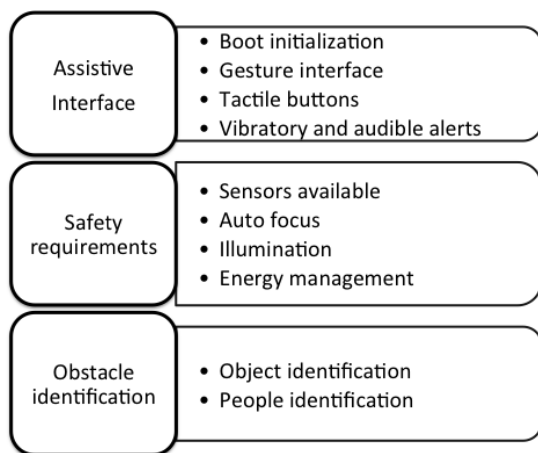 Assistive
Interface
• Boot initialization
• Gesture interface
• Tactile buttons
• Vibratory and audible alerts
Safety
requirements
• Sensors available
• Auto focus
• Illumination
• Energy management
Obstacle
identification
• Object identification
• People identification